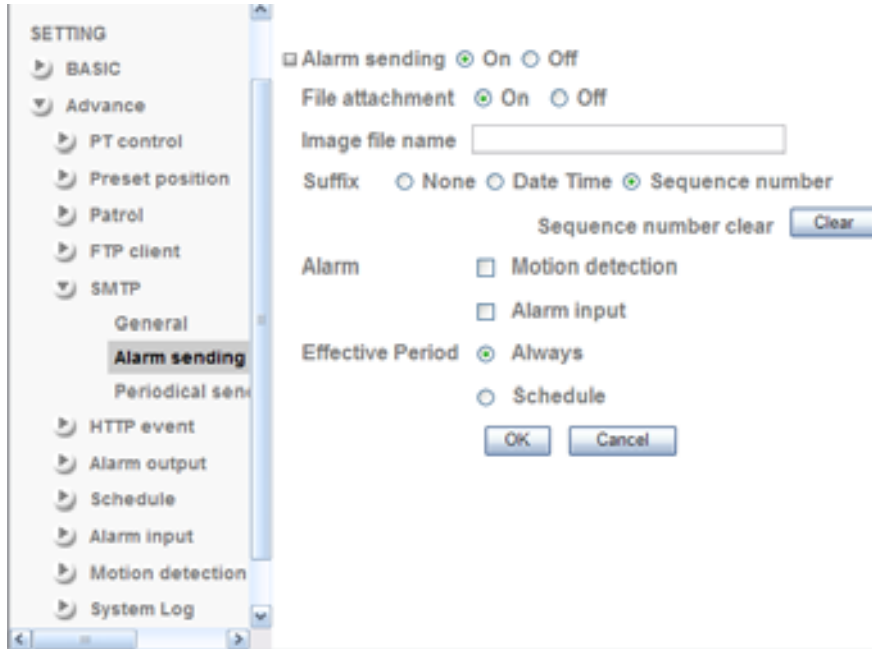 SETTING
BASIC
Advance
PT control
Preset position
Patrol
FTP client
SMTP
General
Alarm sending
Periodical sen
HTTP event
Alarm output
Schedule
Alarm input
Motion detection
System Log
Alarm sending On Off
File attachment On Off
Image file name
Suffix None Date Time Sequence number
Sequence number clear Clear
Alarm Motion detection
Alarm input
Effective Period Always
Schedule
OK Cancel